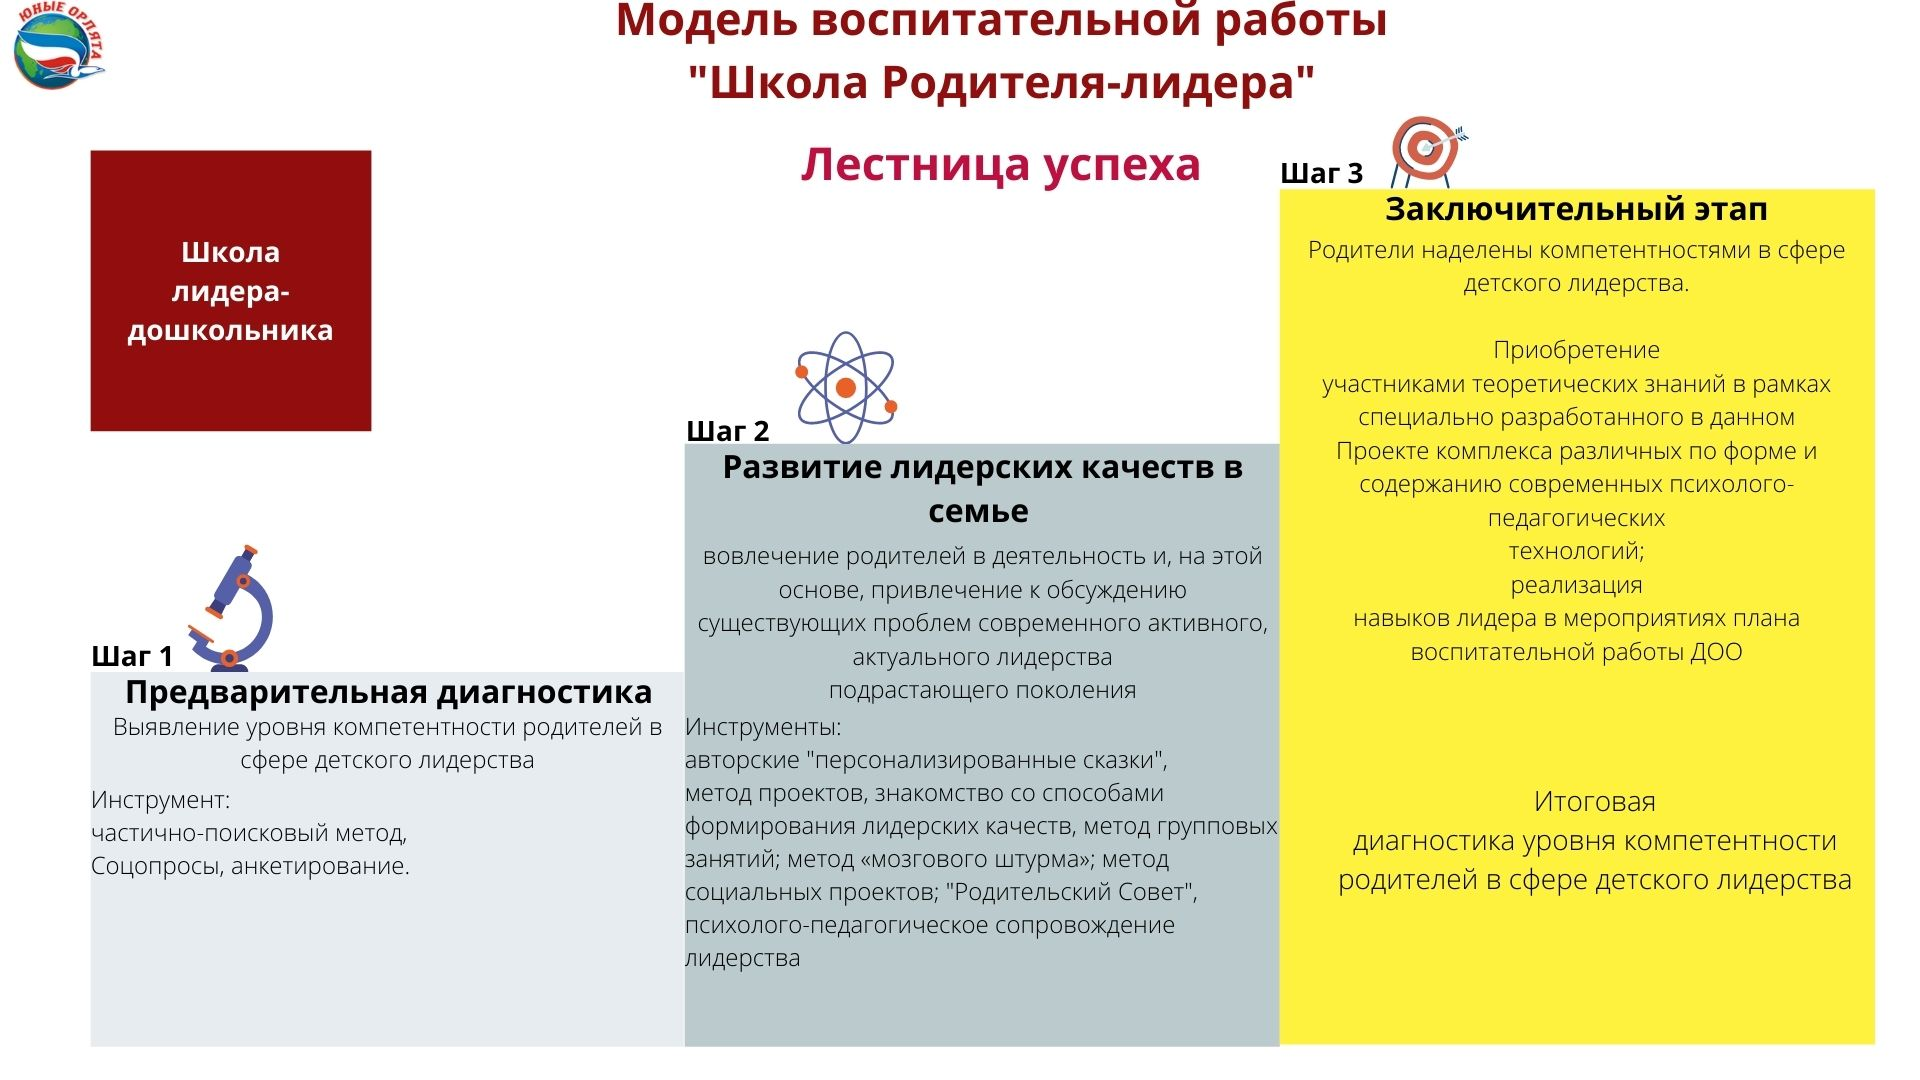 ЮНЫЕ ОРЛЯТА
Модель воспитательной работы
"Школа Родителя-лидера"
Лестница успеха
Школа
лидера-
дошкольника
Шаг 1
Предварительная диагностика
Выявление уровня компетентности родителей в
сфере детского лидерства
Инструмент:
частично-поисковый метод,
Соцопросы, анкетирование.
Шаг 2
Развитие лидерских качеств в
семье
вовлечение родителей в деятельность и, на этой
основе, привлечение к обсуждению
существующих проблем современного активного,
актуального лидерства
подрастающего поколения
Инструменты:
авторские "персонализированные сказки",
метод проектов, знакомство со способами
формирования лидерских качеств, метод групповых
занятий; метод «мозгового штурма»; метод
социальных проектов; "Родительский Совет",
психолого-педагогическое сопровождение
лидерства
Шаг 3
Заключительный этап
Родители наделены компетентностями в сфере
детского лидерства.
Приобретение
участниками теоретических знаний в рамках
специально разработанного в данном
Проекте комплекса различных по форме и
содержанию современных психолого-
педагогических
технологий;
реализация
навыков лидера в мероприятиях плана
воспитательной работы ДОО
Итоговая
диагностика уровня компетентности
родителей в сфере детского лидерства